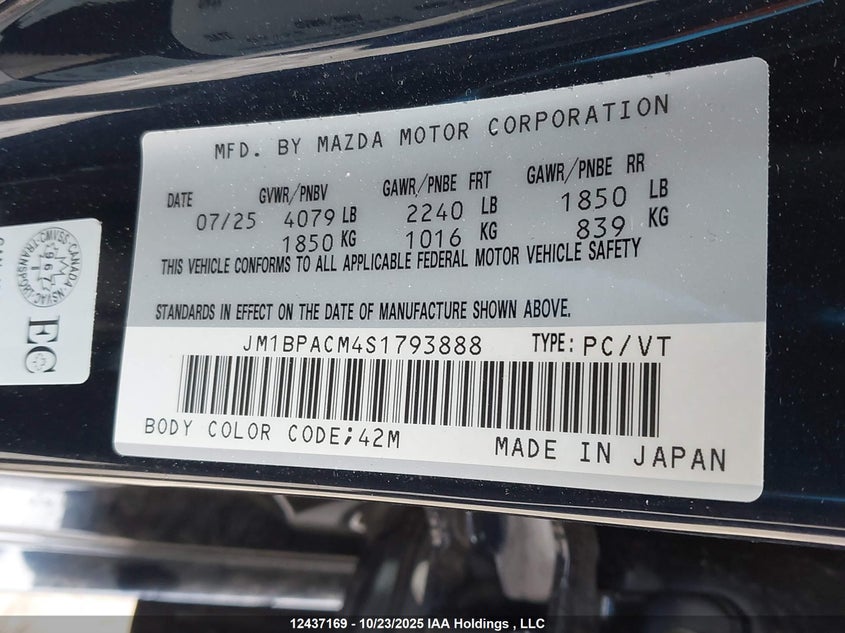 MFD. BY MAZDA MOTOR CORPORATION
DATE GVWR/PNBV GAWR/PNBE FRT GAWR/PNBE RR
07/25 4079 LB 2240 LB 1850 LB
1850 KG 1016 KG 839 KG
THIS VEHICLE CONFORMS TO ALL APPLICABLE FEDERAL MOTOR VEHICLE SAFETY
STANDARDS IN EFFECT ON THE DATE OF MANUFACTURE SHOWN ABOVE.
JM1BPACM4S1793888 TYPE: PC/VT
BODY COLOR CODE;42M MADE IN JAPAN
EC
12437169 - 10/23/2025 IAA Holdings , LLC